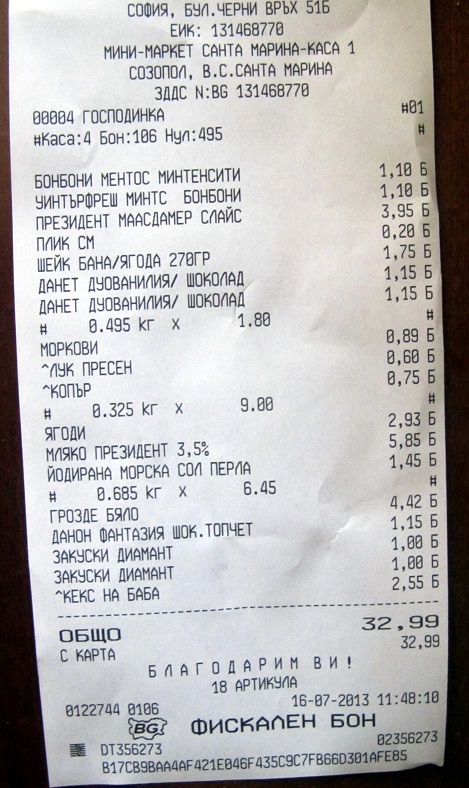 СОФИЯ, БУЛ.ЧЕРНИ ВРЪХ 51Б
ЕИК: 131468770
МИНИ-МАРКЕТ САНТА МАРИНА-КАСА 1
СОЗОПОЛ, В.С.САНТА МАРИНА
ЗДДС N:BG 131468770
00004 ГОСПОДИНКА #01
#Каса:4 Бон:106 Нул:495 #
БОНБОНИ МЕНТОС МИНТЕНСИТИ 1,10 Б
УИНТЪРФРЕШ МИНТС БОНБОНИ 1,10 Б
ПРЕЗИДЕНТ МААСДАМЕР СЛАЙС 3,95 Б
ПЛИК СМ 0,20 Б
ШЕЙК БАНА/ЯГОДА 270ГР 1,75 Б
ДАНЕТ ДУОВАНИЛИЯ/ ШОКОЛАД 1,15 Б
ДАНЕТ ДУОВАНИЛИЯ/ ШОКОЛАД 1,15 Б
# 0.495 kг x 1.80 #
МОРКОВИ 0,89 Б
^ЛУК ПРЕСЕН 0,60 Б
^КОПЪР 0,75 Б
# 0.325 kг x 9.00 #
ЯГОДИ 2,93 Б
МЛЯКО ПРЕЗИДЕНТ 3,5% 5,85 Б
ЙОДИРАНА МОРСКА СОЛ ПЕРЛА 1,45 Б
# 0.685 kг x 6.45 #
ГРОЗДЕ БЯЛО 4,42 Б
ДАНОН ФАНТАЗИЯ ШОК.ТОПЧЕТ 1,15 Б
ЗАКУСКИ ДИАМАНТ 1,00 Б
ЗАКУСКИ ДИАМАНТ 1,00 Б
^КЕКС НА БАБА 2,55 Б
ОБЩО 32,99
С КАРТА 32,99
БЛАГОДАРИМ ВИ!
18 АРТИКУЛА
0122744 0106 16-07-2013 11:48:10
BG ФИСКАЛЕН БОН
DT356273 02356273
B17CB9BAA4AF421E046F435C9C7FB66D301AFE85